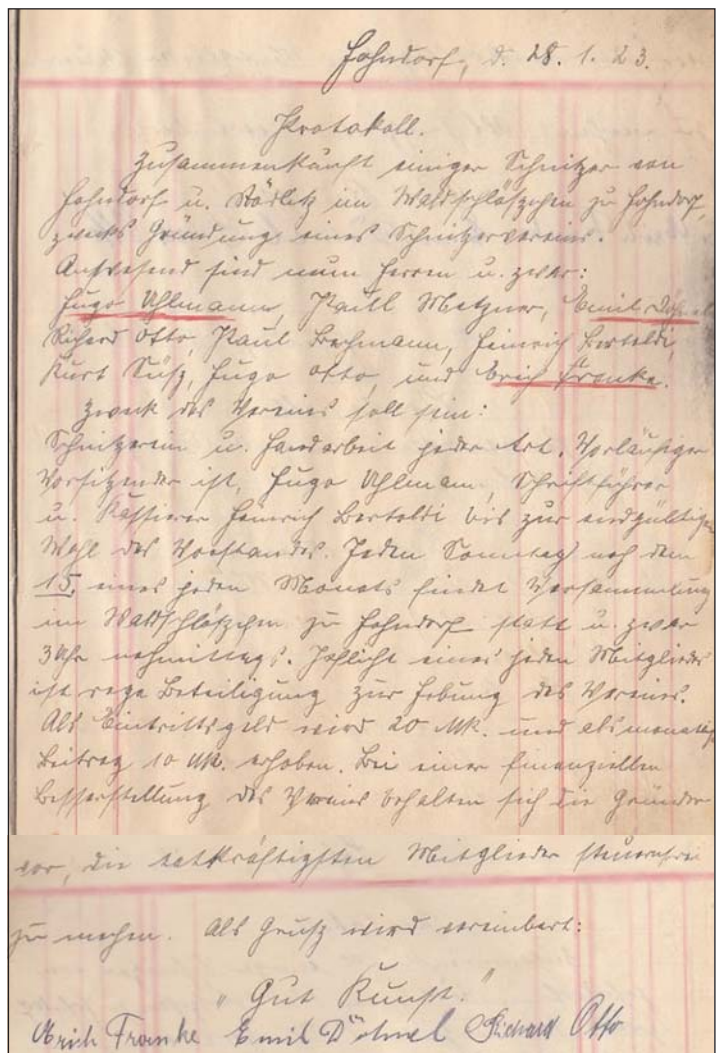 Hohndorf, d. 28. 1. 23.
Protokoll.
Zusammenkunft einiger Schnitzer von
Hohndorf u. Rödlitz im Waldschlößchen zu Hohndorf,
zwecks Gründung eines Schnitzervereins.
Anwesend sind neun Herren u. zwar:
Hugo Uhlmann, Paul Metzner, Emil Döhnel
Richard Otto, Paul Bachmann, Heinrich Bertoldi,
Kurt Süß, Hugo Otto, und Erich Franke.
Zweck des Vereins soll sein:
Schnitzerein u. Handarbeit jeder Art. Vorläufiger
Vorsitzender ist, Hugo Uhlmann, Schriftführer
u. Kassierer Heinrich Bertoldi bis zur endgültigen
Wahl des Vorstandes. Jeden Sonntag nach dem
15. eines jeden Monats findet Versammlung
im Waldschlößchen zu Hohndorf statt u. zwar
3 Uhr nachmittags. Pflicht eines jeden Mitgliedes
ist rege Beteiligung zur Hebung des Vereines.
Als Eintrittsgeld wird 20 Mk. und als monatl.
Beitrag 10 Mk. erhoben. Bei einer finanziellen
Besserstellung des Vereins behalten sich die Gründer
vor, die tatkräftigsten Mitglieder steuerfrei
zu machen. Als Gruß wird vereinbart:
"Gut Kunst."
Erich Franke Emil Döhnel Richard Otto